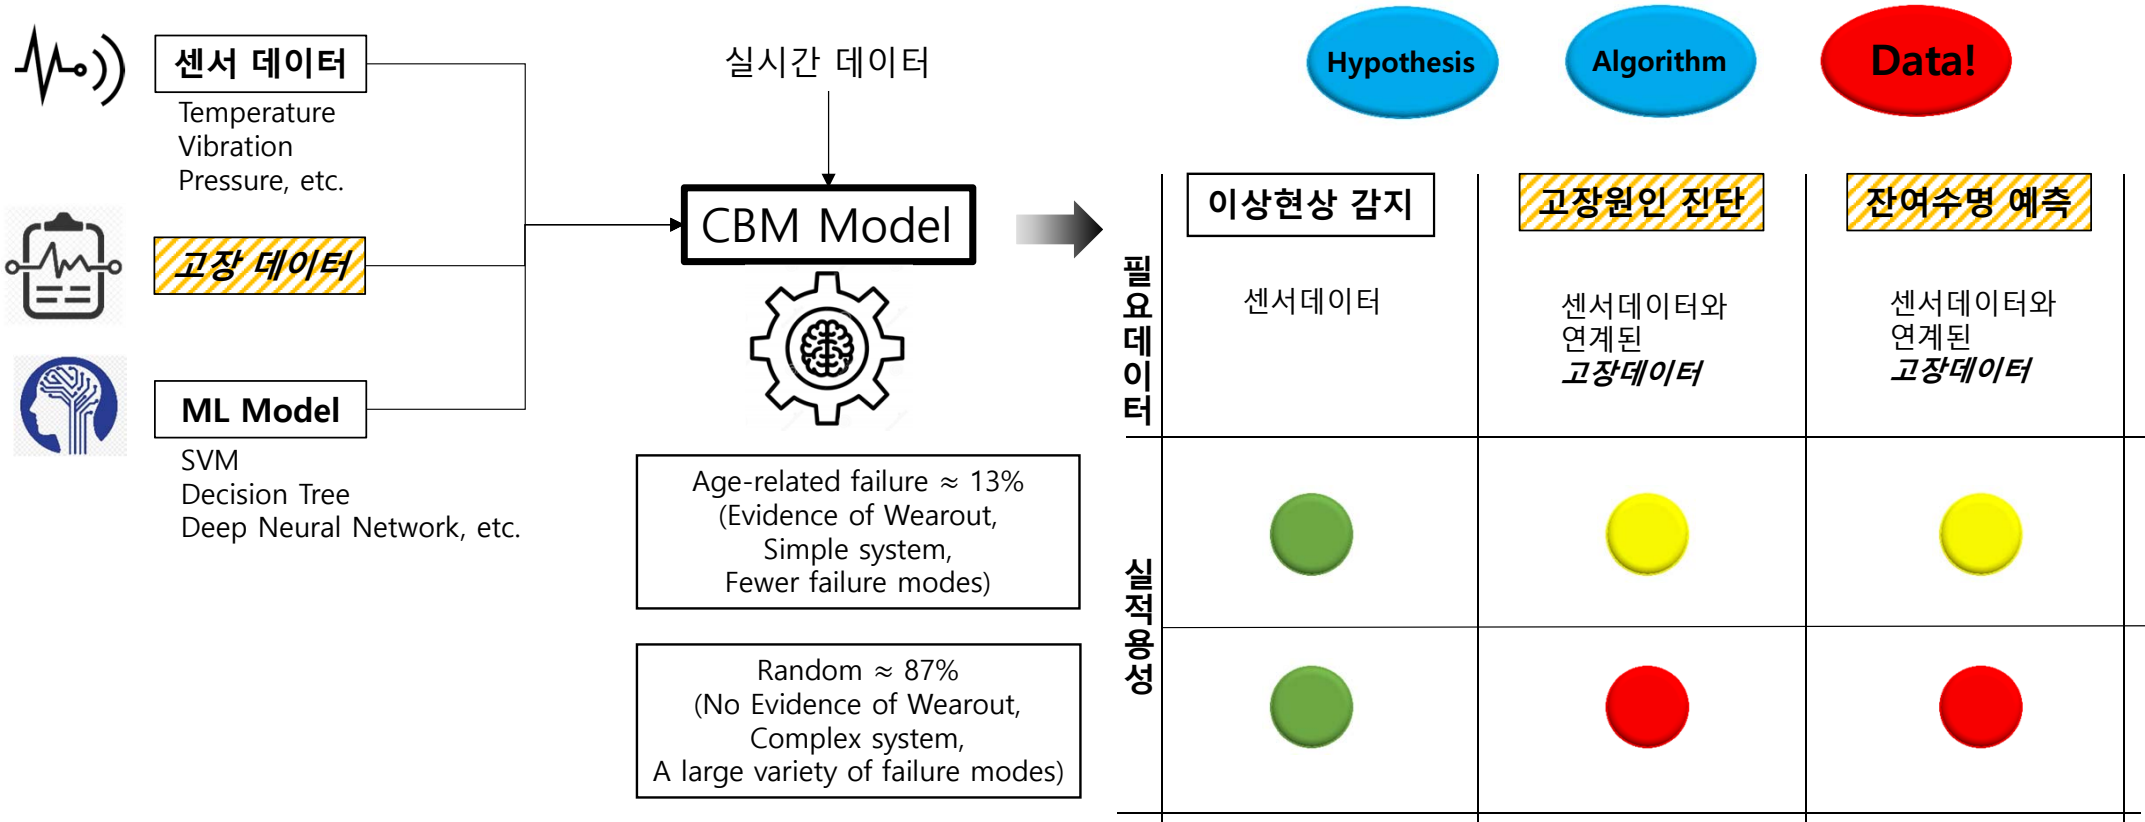 센서 데이터
Temperature
Vibration
Pressure, etc.
고장 데이터
ML Model
SVM
Decision Tree
Deep Neural Network, etc.
실시간 데이터
CBM Model
Age-related failure ≈ 13%
(Evidence of Wearout,
Simple system,
Fewer failure modes)
Random ≈ 87%
(No Evidence of Wearout,
Complex system,
A large variety of failure modes)
Hypothesis
Algorithm
Data!
이상현상 감지
고장원인 진단
잔여수명 예측
필요데이터
센서데이터
센서데이터와
연계된
고장데이터
센서데이터와
연계된
고장데이터
실적용성